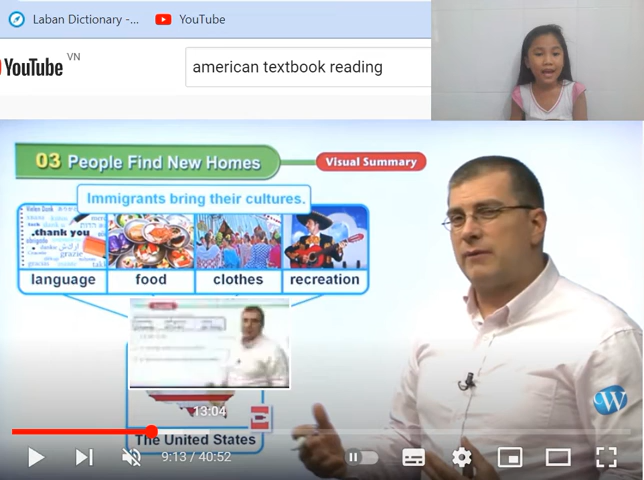 Laban Dictionary -...
YouTube
YouTube VN
american textbook reading
03 People Find New Homes
Visual Summary
Immigrants bring their cultures.
thank you
grazie
language
food
clothes
recreation
13:04
The United States
W
9:13 / 40:52